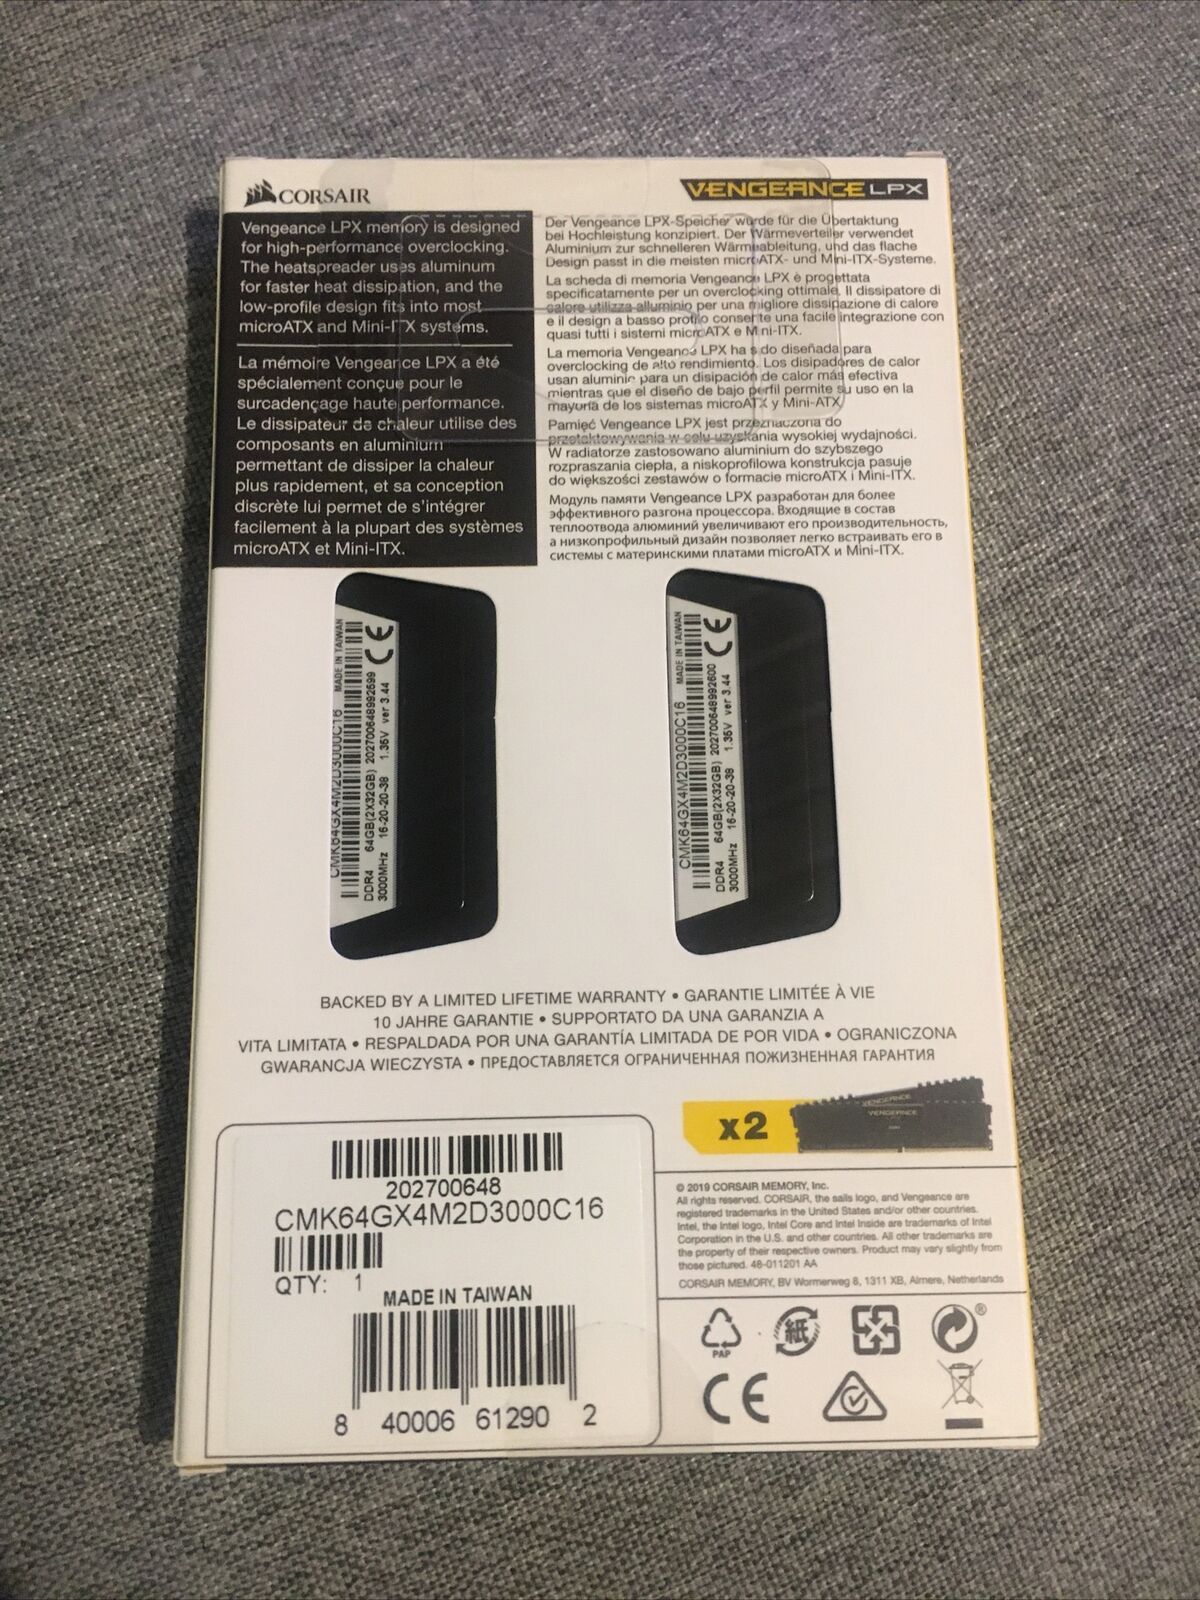 CORSAIR
VENGEANCE LPX
Vengeance LPX memory is designed
for high-performance overclocking.
The heatspreader uses aluminum
for faster heat dissipation, and the
low-profile design fits into most
microATX and Mini-ITX systems.
La mémoire Vengeance LPX a été
spécialement conçue pour le
surcadençage haute performance.
Le dissipateur de chaleur utilise des
composants en aluminium
permettant de dissiper la chaleur
plus rapidement, et sa conception
discrète lui permet de s'intégrer
facilement à la plupart des systèmes
microATX et Mini-ITX.
Der Vengeance LPX-Speicher wurde für die Übertaktung
bei Hochleistung konzipiert. Der Wärmeverteiler verwendet
Aluminium zur schnelleren Wärmeableitung, und das flache
Design passt in die meisten microATX- und Mini-ITX-Systeme.
La scheda di memoria Vengeance LPX è progettata
specificatamente per un overclocking ottimale. Il dissipatore di
calore utilizza alluminio per una migliore dissipazione di calore
e il design a basso profilo consente una facile integrazione con
quasi tutti i sistemi microATX e Mini-ITX.
La memoria Vengeance LPX ha sido diseñada para
overclocking de alto rendimiento. Los disipadores de calor
usan aluminio para un disipación de calor más efectiva
mientras que el diseño de bajo perfil permite su uso en la
mayoría de los sistemas microATX y Mini-ATX.
Pamięć Vengeance LPX jest przeznaczona do
przetaktowywania w celu uzyskania wysokiej wydajności.
W radiatorze zastosowano aluminium do szybszego
rozpraszania ciepła, a niskoprofilowa konstrukcja pasuje
do większości zestawów o formacie microATX i Mini-ITX.
Модуль памяти Vengeance LPX разработан для более
эффективного разгона процессора. Входящие в состав
теплоотвода алюминий увеличивают его производительность,
а низкопрофильный дизайн позволяет легко встраивать его в
системы с материнскими платами microATX и Mini-ITX.
CMK64GX4M2D3000C16 MADE IN TAIWAN
DDR4 64GB(2X32GB) 202700648992599
3000MHz 16-20-20-38 1.35V ver 3.44
CE
CMK64GX4M2D3000C16 MADE IN TAIWAN
DDR4 64GB(2X32GB) 202700648992600
3000MHz 16-20-20-38 1.35V ver 3.44
CE
BACKED BY A LIMITED LIFETIME WARRANTY • GARANTIE LIMITÉE À VIE
10 JAHRE GARANTIE • SUPPORTATO DA UNA GARANZIA A
VITA LIMITATA • RESPALDADA POR UNA GARANTÍA LIMITADA DE POR VIDA • OGRANICZONA
GWARANCJA WIECZYSTA • ПРЕДОСТАВЛЯЕТСЯ ОГРАНИЧЕННАЯ ПОЖИЗНЕННАЯ ГАРАНТИЯ
x2
VENGEANCE
VENGEANCE
202700648
CMK64GX4M2D3000C16
QTY: 1
MADE IN TAIWAN
8 40006 61290 2
© 2019 CORSAIR MEMORY, Inc.
All rights reserved. CORSAIR, the sails logo, and Vengeance are
registered trademarks in the United States and/or other countries.
Intel, the Intel logo, Intel Core and Intel Inside are trademarks of Intel
Corporation in the U.S. and other countries. All other trademarks are
the property of their respective owners. Product may vary slightly from
those pictured. 48-011201 AA
CORSAIR MEMORY, BV Wormerweg 8, 1311 XB, Almere, Netherlands
PAP
紙
®
CE